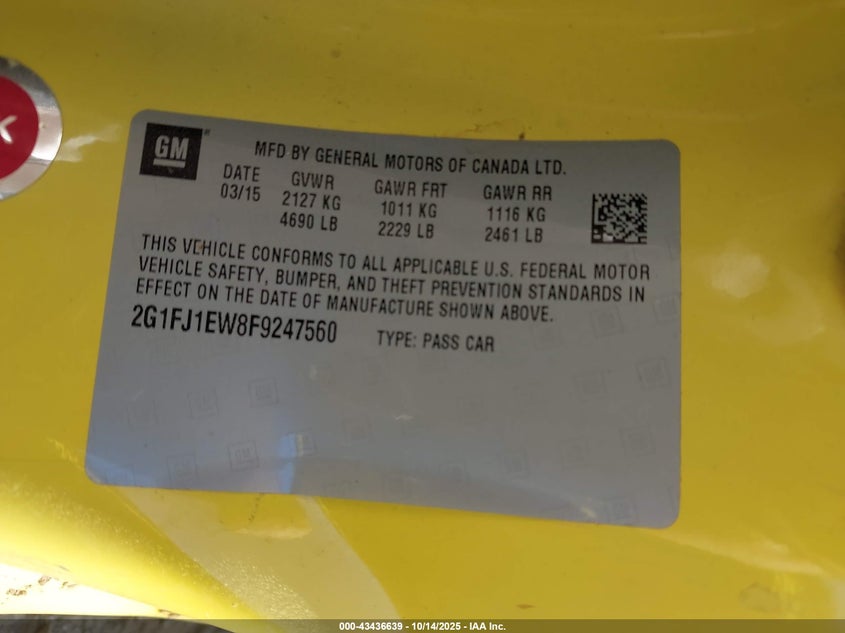 K
GM
MFD BY GENERAL MOTORS OF CANADA LTD.
DATE GVWR GAWR FRT GAWR RR
03/15 2127 KG 1011 KG 1116 KG
4690 LB 2229 LB 2461 LB
THIS VEHICLE CONFORMS TO ALL APPLICABLE U.S. FEDERAL MOTOR
VEHICLE SAFETY, BUMPER, AND THEFT PREVENTION STANDARDS IN
EFFECT ON THE DATE OF MANUFACTURE SHOWN ABOVE.
2G1FJ1EW8F9247560 TYPE: PASS CAR
000-43436639 - 10/14/2025 - IAA Inc.